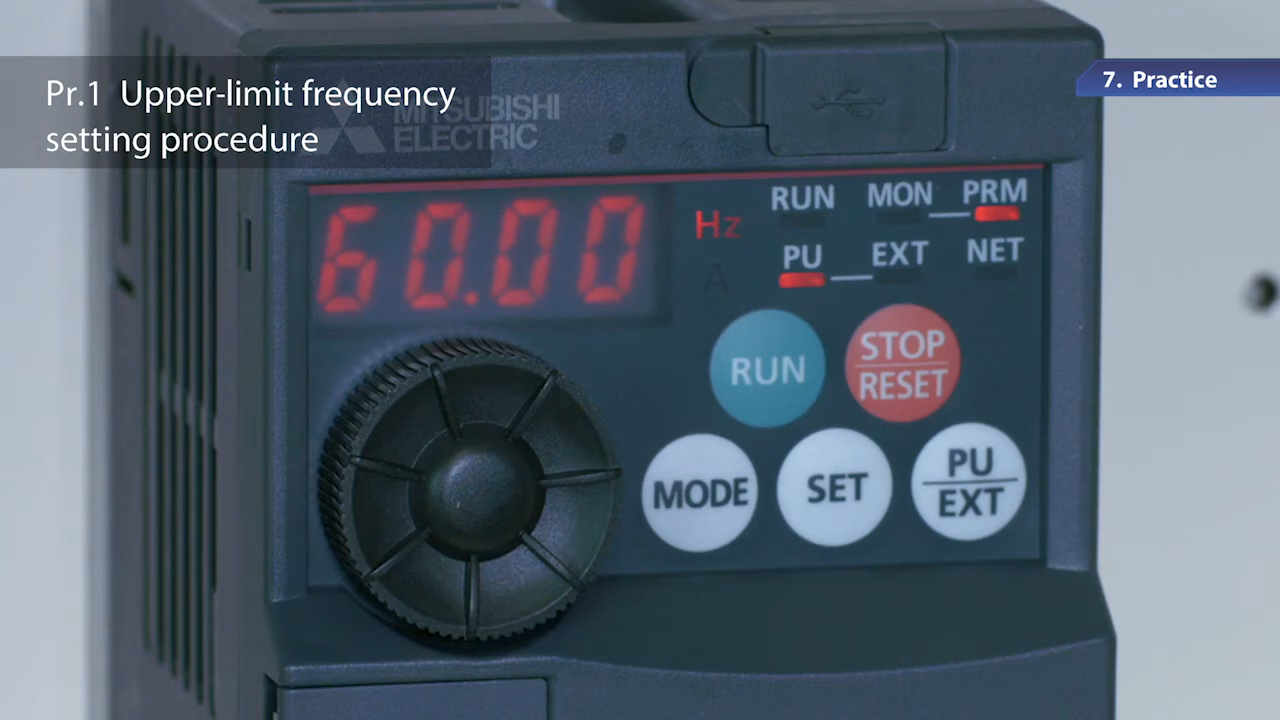 Pr.1 Upper-limit frequency
setting procedure
7. Practice
MITSUBISHI
ELECTRIC
60.00
Hz
A
RUN MON PRM
PU EXT NET
RUN
STOP
RESET
MODE
SET
PU
EXT